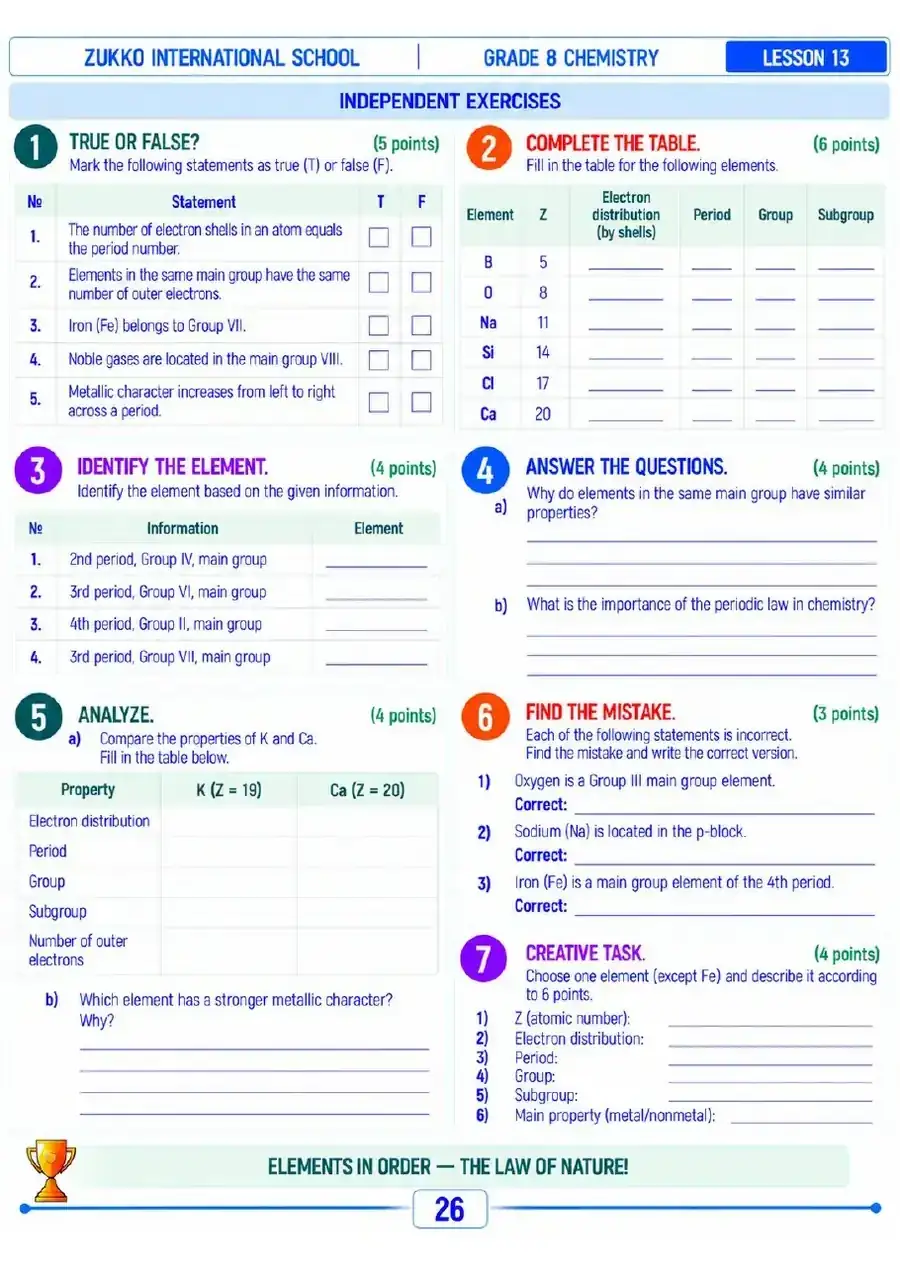 ZUKKO INTERNATIONAL SCHOOL
GRADE 8 CHEMISTRY
LESSON 13
INDEPENDENT EXERCISES
1
TRUE OR FALSE?
(5 points)
Mark the following statements as true (T) or false (F).
№ Statement T F
1. The number of electron shells in an atom equals
the period number.
2. Elements in the same main group have the same
number of outer electrons.
3. Iron (Fe) belongs to Group VII.
4. Noble gases are located in the main group VIII.
5. Metallic character increases from left to right
across a period.
2
COMPLETE THE TABLE.
(6 points)
Fill in the table for the following elements.
Element Z Electron distribution (by shells) Period Group Subgroup
B 5
O 8
Na 11
Si 14
Cl 17
Ca 20
3
IDENTIFY THE ELEMENT.
(4 points)
Identify the element based on the given information.
№ Information Element
1. 2nd period, Group IV, main group
2. 3rd period, Group VI, main group
3. 4th period, Group II, main group
4. 3rd period, Group VII, main group
4
ANSWER THE QUESTIONS.
(4 points)
a) Why do elements in the same main group have similar
properties?
b) What is the importance of the periodic law in chemistry?
5
ANALYZE.
(4 points)
a) Compare the properties of K and Ca.
Fill in the table below.
Property K (Z = 19) Ca (Z = 20)
Electron distribution
Period
Group
Subgroup
Number of outer
electrons
b) Which element has a stronger metallic character?
Why?
6
FIND THE MISTAKE.
(3 points)
Each of the following statements is incorrect.
Find the mistake and write the correct version.
1) Oxygen is a Group III main group element.
Correct:
2) Sodium (Na) is located in the p-block.
Correct:
3) Iron (Fe) is a main group element of the 4th period.
Correct:
7
CREATIVE TASK.
(4 points)
Choose one element (except Fe) and describe it according
to 6 points.
1) Z (atomic number):
2) Electron distribution:
3) Period:
4) Group:
5) Subgroup:
6) Main property (metal/nonmetal):
ELEMENTS IN ORDER — THE LAW OF NATURE!
26